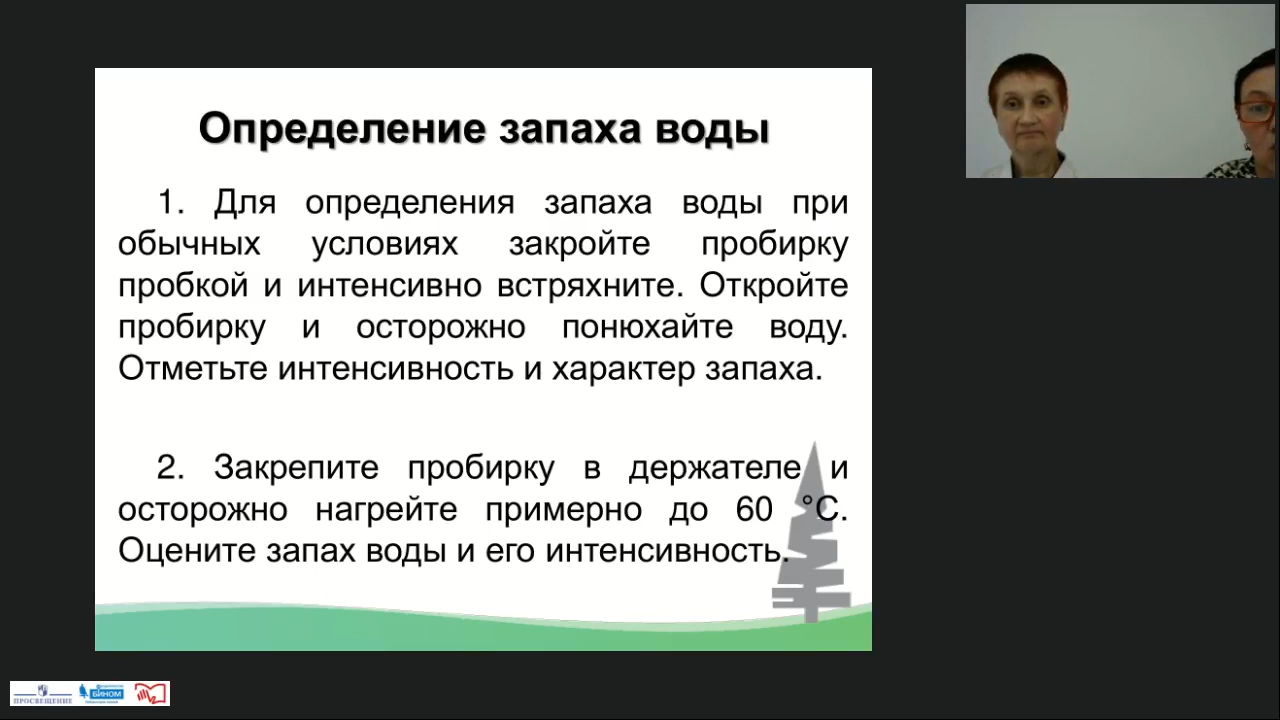 Определение запаха воды
1. Для определения запаха воды при
обычных условиях закройте пробирку
пробкой и интенсивно встряхните. Откройте
пробирку и осторожно понюхайте воду.
Отметьте интенсивность и характер запаха.
2. Закрепите пробирку в держателе и
осторожно нагрейте примерно до 60 °С.
Оцените запах воды и его интенсивность.
ПРОСВЕЩЕНИЕ
БИНОМ